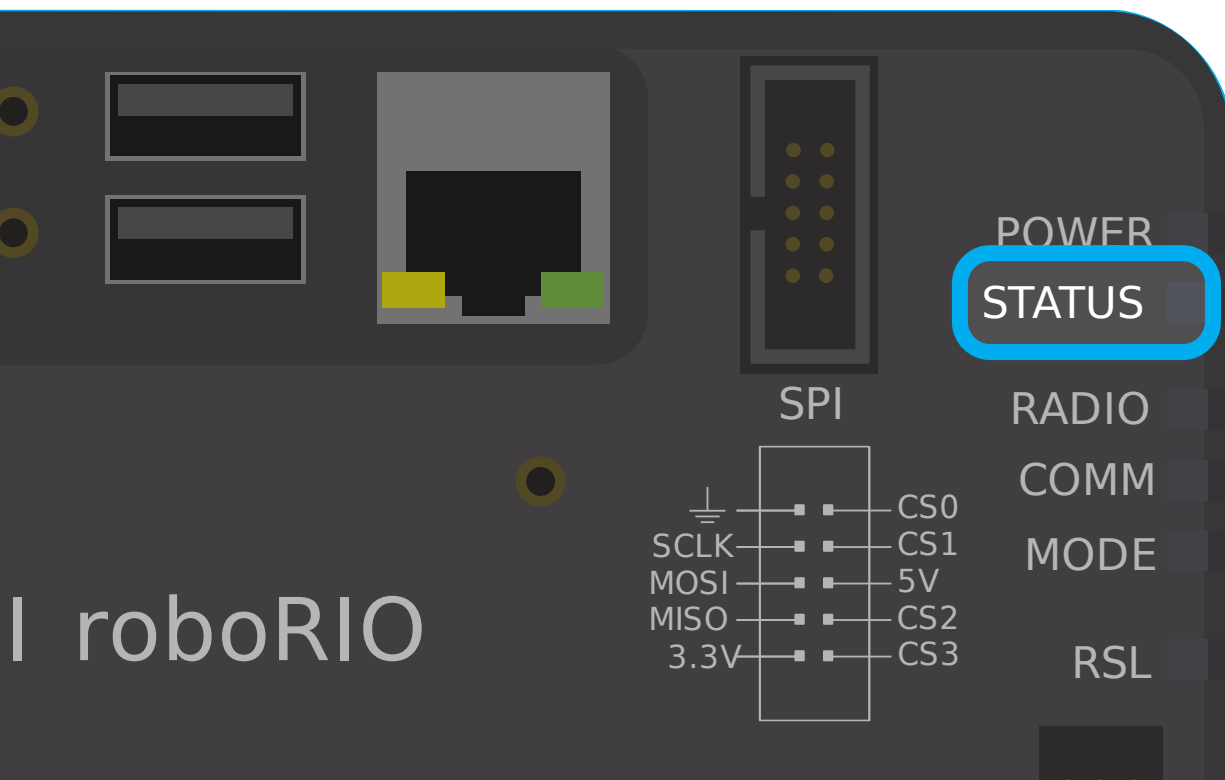 POWER
STATUS
SPI
RADIO
COMM
MODE
CS0
SCLK
CS1
MOSI
5V
MISO
CS2
3.3V
CS3
I roboRIO
RSL